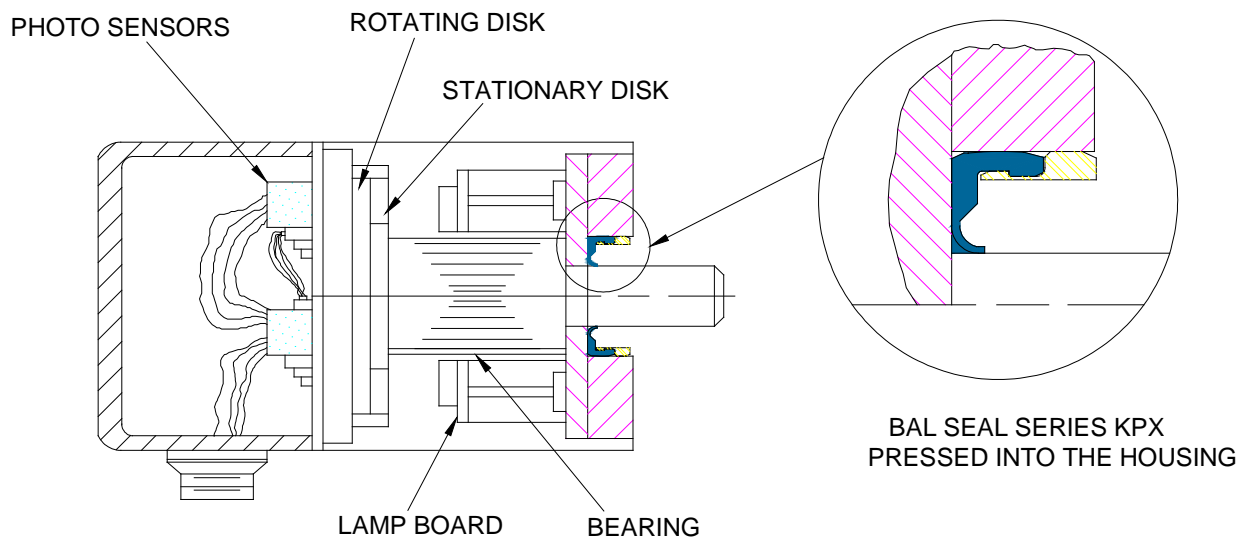 PHOTO SENSORS
ROTATING DISK
STATIONARY DISK
LAMP BOARD
BEARING
BAL SEAL SERIES KPX
PRESSED INTO THE HOUSING